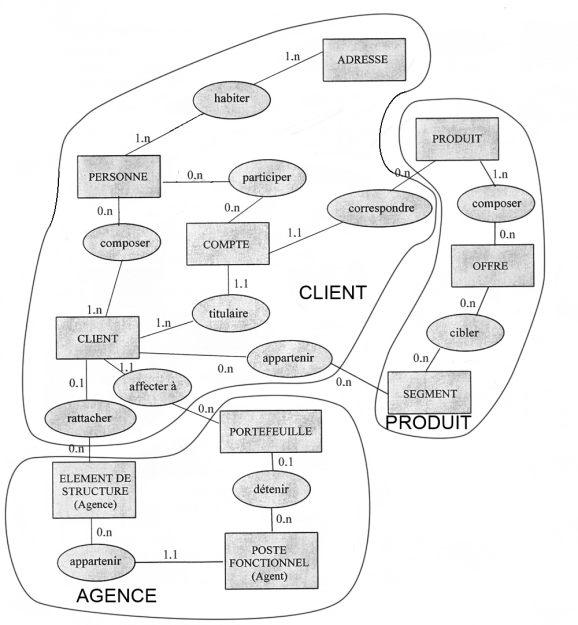 1.n
ADRESSE
habiter
1.n
PRODUIT
PERSONNE
0.n
participer
0.n
1.n
0.n
0.n
correspondre
composer
composer
COMPTE
1.1
0.n
OFFRE
1.1
CLIENT
0.n
1.n
titulaire
1.n
cibler
CLIENT
appartenir
0.n
1.1
0.n
0.1
affecter à
0.n
SEGMENT
rattacher
0.n
PRODUIT
PORTEFEUILLE
0.n
0.1
ELEMENT DE
STRUCTURE
(Agence)
détenir
0.n
0.n
appartenir
1.1
POSTE
FONCTIONNEL
(Agent)
AGENCE